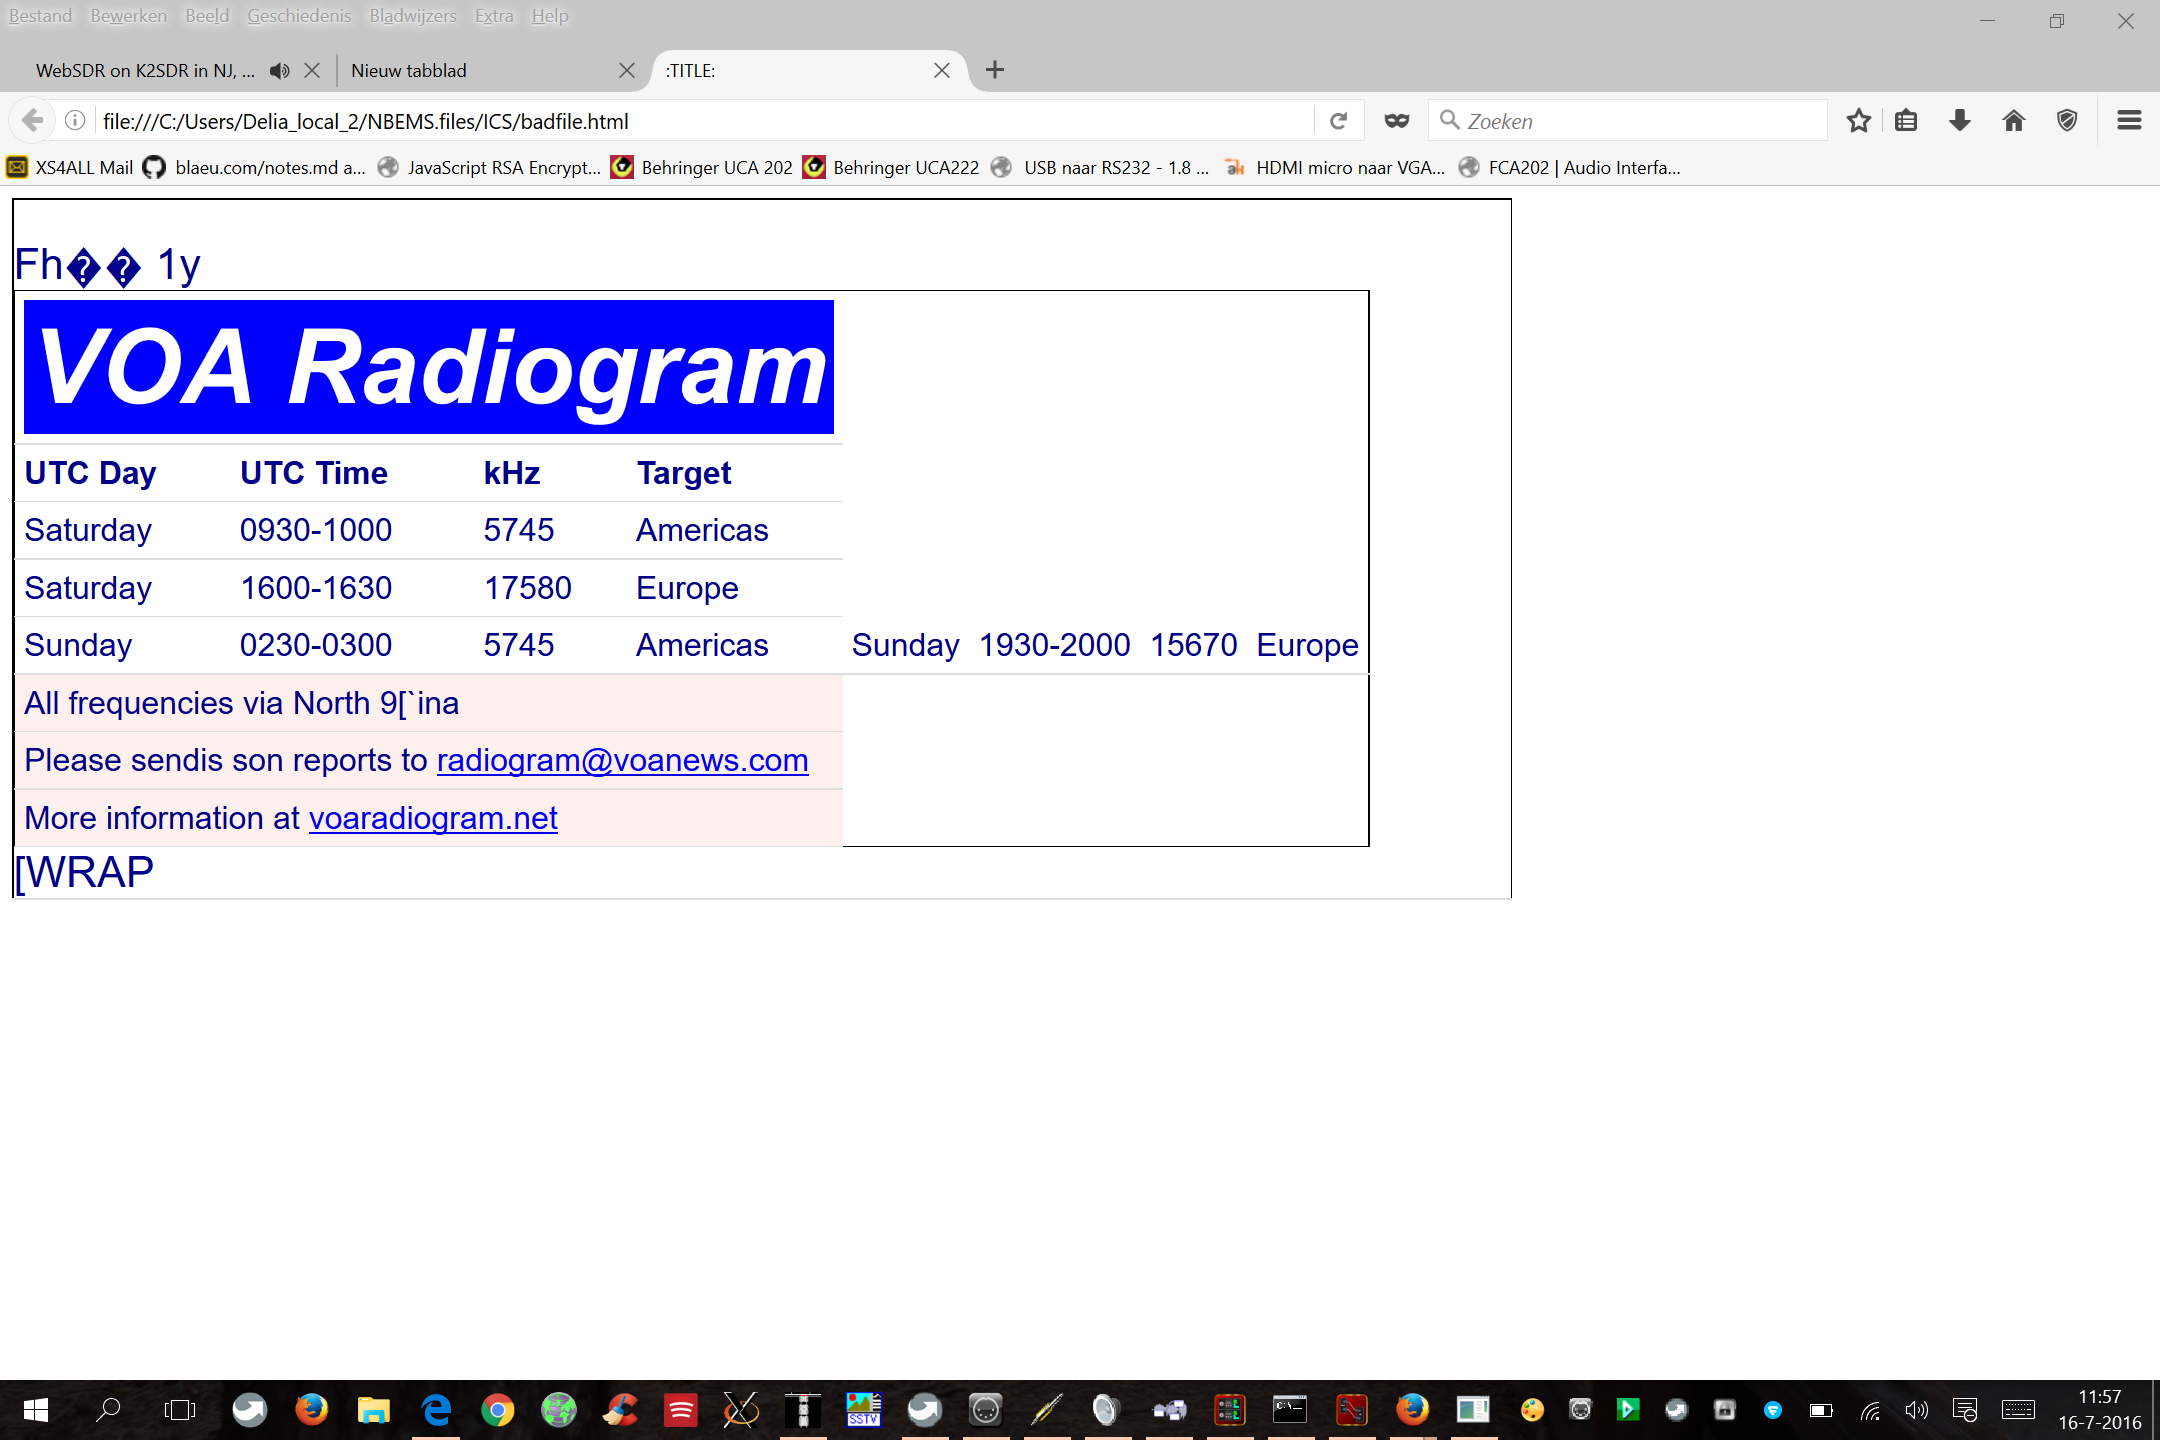 Bestand Bewerken Beeld Geschiedenis Bladwijzers Extra Help
WebSDR on K2SDR in NJ, ... Nieuw tabblad :TITLE:
file:///C:/Users/Delia_local_2/NBEMS.files/ICS/badfile.html Zoeken
XS4ALL Mail blaeu.com/notes.md a... JavaScript RSA Encrypt... Behringer UCA 202 Behringer UCA222 USB naar RS232 - 1.8 ... HDMI micro naar VGA... FCA202 | Audio Interfa...
Fh�� 1y
VOA Radiogram
UTC Day UTC Time kHz Target
Saturday 0930-1000 5745 Americas
Saturday 1600-1630 17580 Europe
Sunday 0230-0300 5745 Americas Sunday 1930-2000 15670 Europe
All frequencies via North 9[`ina
Please sendis son reports to radiogram@voanews.com
More information at voaradiogram.net
[WRAP
SSTV
11:57
16-7-2016